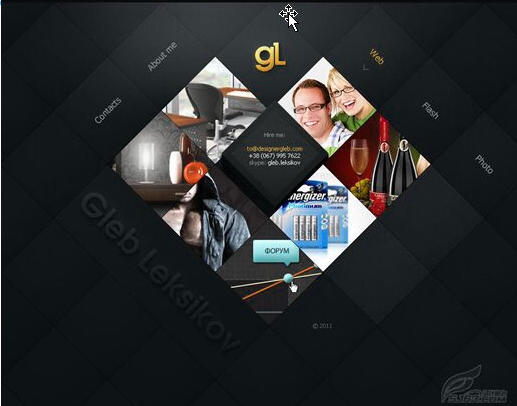 gL
About me
Web
Contacts
Flash
Photo
Hire me:
to@designergleb.com
+38 (067) 995 7622
skype: gleb.leksikov
energizer
Gleb Leksikov
ФОРУМ
© 2011